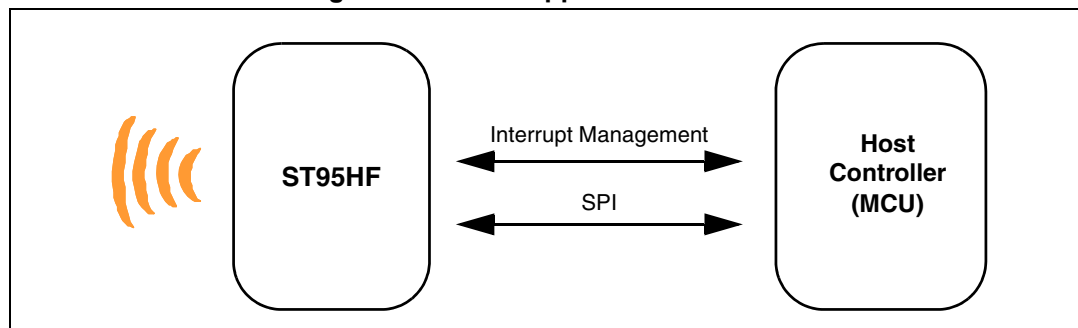 ST95HF
Interrupt Management
SPI
Host
Controller
(MCU)